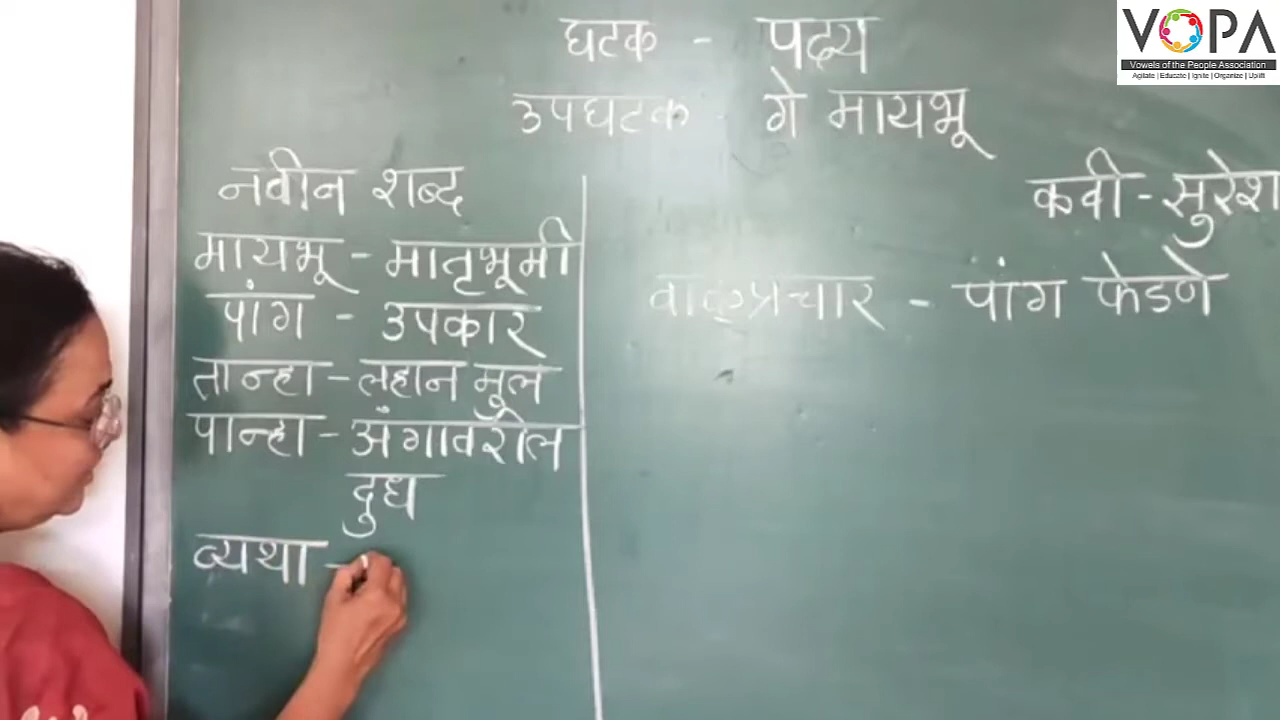 VOPA
Vowels of the People Association
Agitate | Educate | Ignite | Organize | Uplift
घटक - पद्य
उपघटक - गे मायभू
कवी - सुरेश
नवीन शब्द
मायभू - मातृभूमी
पांग - उपकार
तान्हा - लहान मुल
पान्हा - अंगावरील
दुध
व्यथा -
वाक्प्रचार - पांग फेडणे